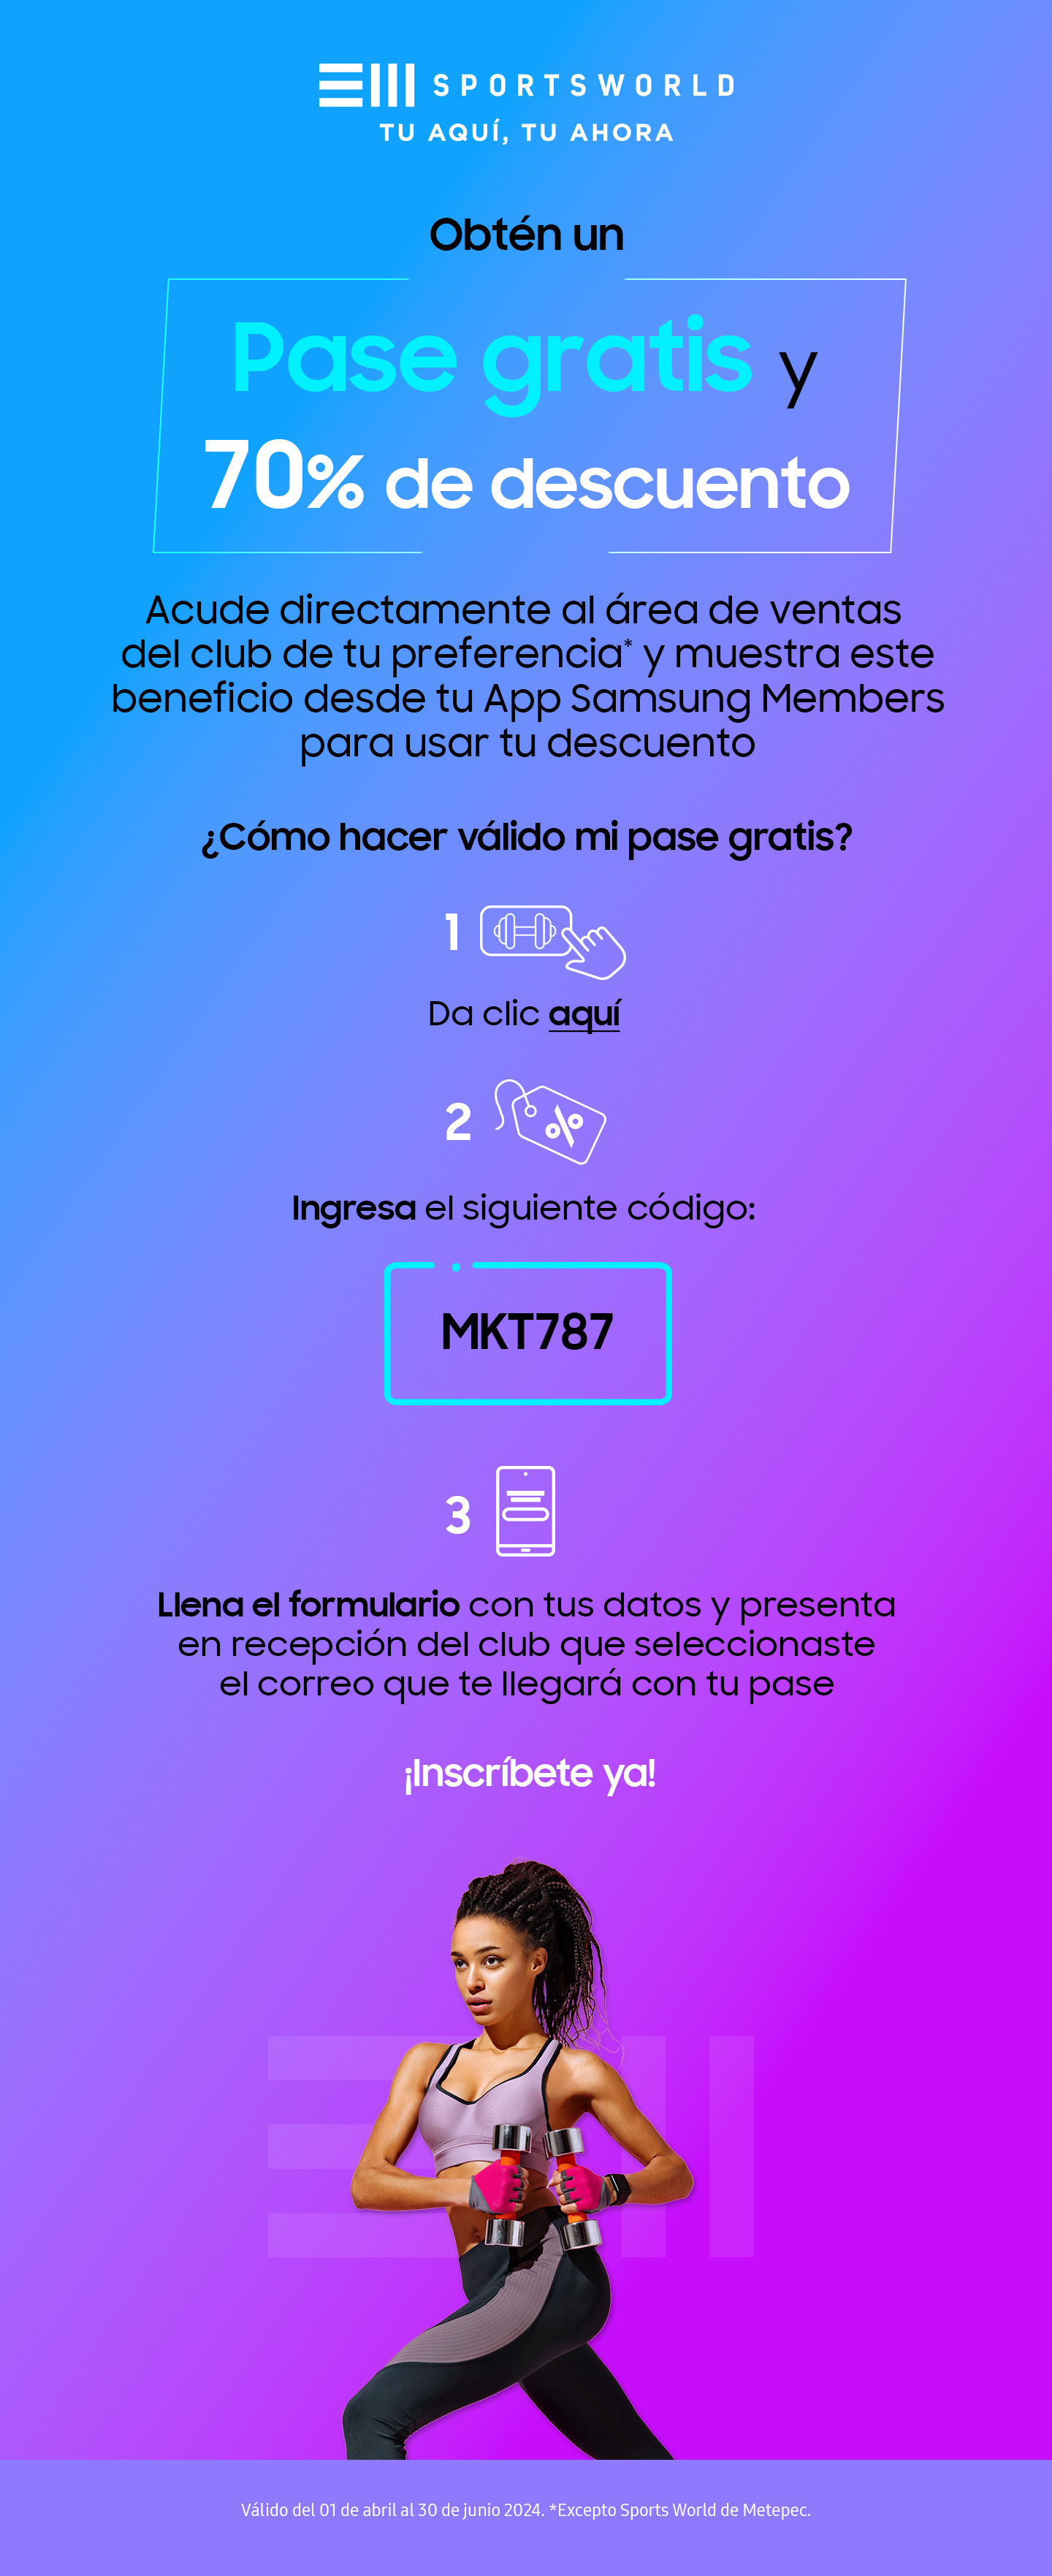 SPORTSWORLD
TU AQUÍ, TU AHORA
Obtén un
Pase gratis y
70% de descuento
Acude directamente al área de ventas
del club de tu preferencia* y muestra este
beneficio desde tu App Samsung Members
para usar tu descuento
¿Cómo hacer válido mi pase gratis?
1
Da clic aquí
2
%
Ingresa el siguiente código:
MKT787
3
Llena el formulario con tus datos y presenta
en recepción del club que seleccionaste
el correo que te llegará con tu pase
¡Inscríbete ya!
Válido del 01 de abril al 30 de junio 2024. *Excepto Sports World de Metepec.